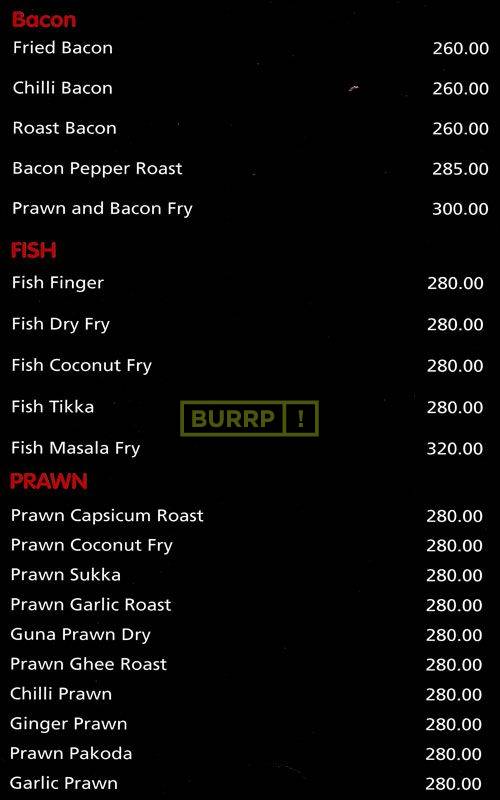 Bacon
Fried Bacon 260.00
Chilli Bacon 260.00
Roast Bacon 260.00
Bacon Pepper Roast 285.00
Prawn and Bacon Fry 300.00
FISH
Fish Finger 280.00
Fish Dry Fry 280.00
Fish Coconut Fry 280.00
Fish Tikka 280.00
BURRP !
Fish Masala Fry 320.00
PRAWN
Prawn Capsicum Roast 280.00
Prawn Coconut Fry 280.00
Prawn Sukka 280.00
Prawn Garlic Roast 280.00
Guna Prawn Dry 280.00
Prawn Ghee Roast 280.00
Chilli Prawn 280.00
Ginger Prawn 280.00
Prawn Pakoda 280.00
Garlic Prawn 280.00